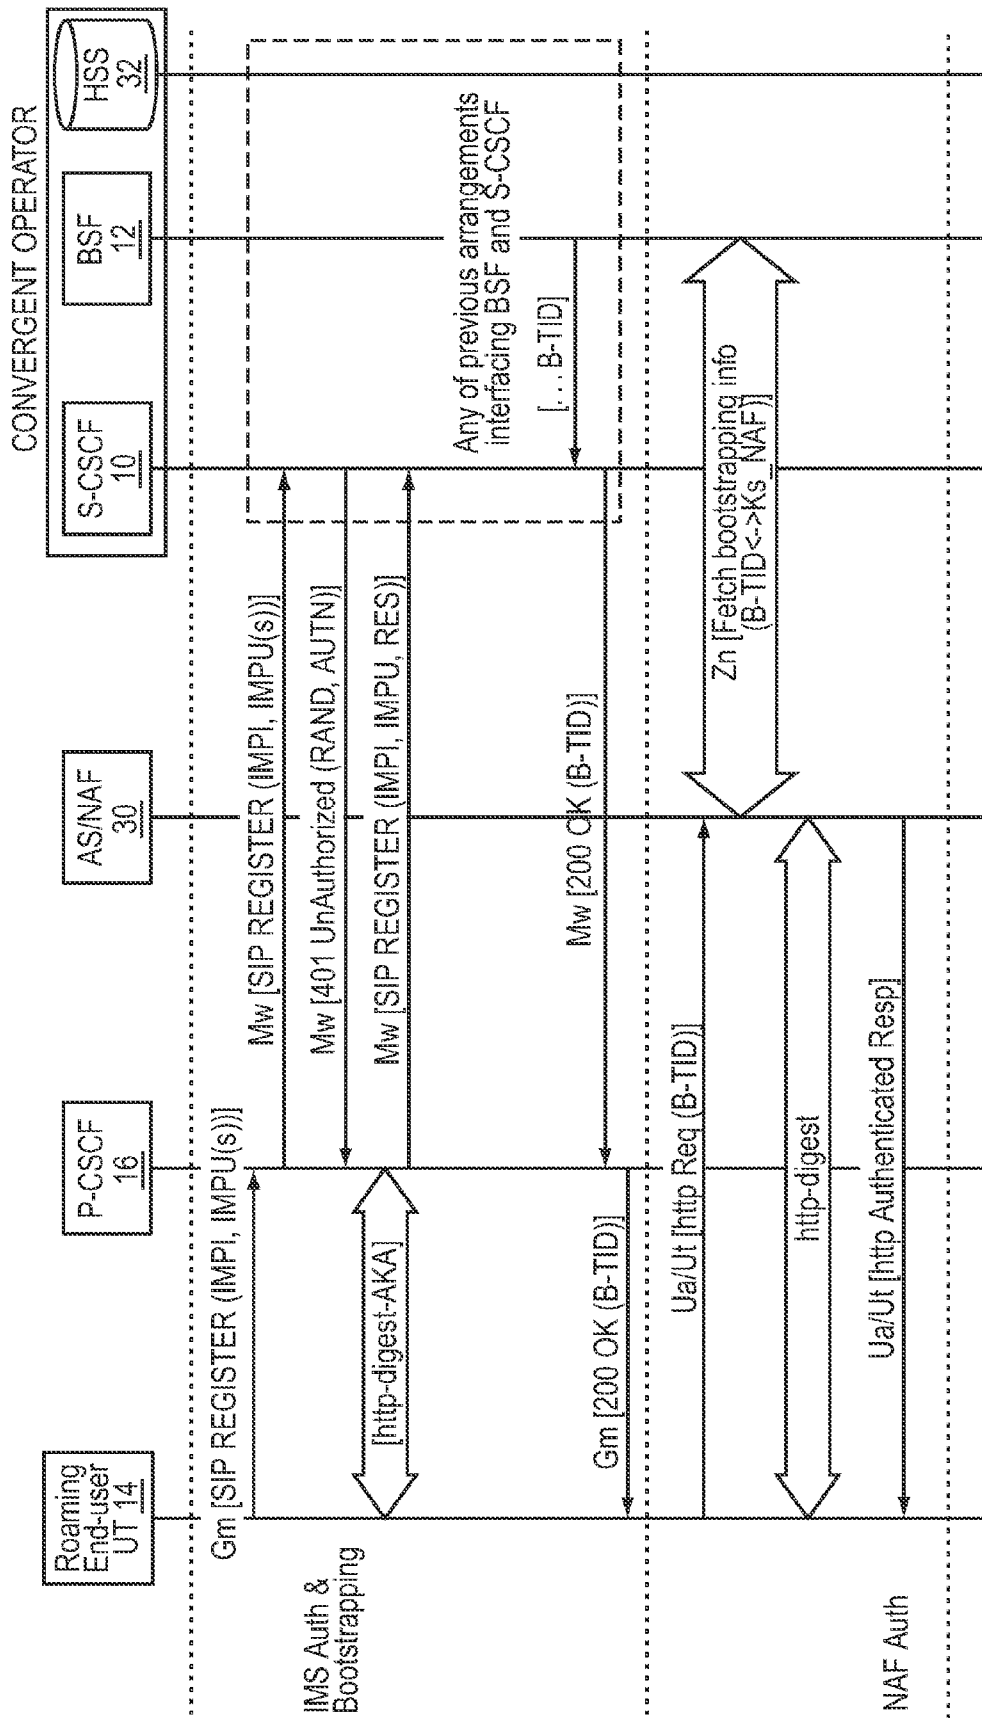 CONVERGENT OPERATOR
Roaming
End-user
UT 14
P-CSCF
16
AS/NAF
30
S-CSCF
10
BSF
12
HSS
32
Gm [SIP REGISTER (IMPI, IMPU(s))]
Mw [SIP REGISTER (IMPI, IMPU(s))]
Mw [401 UnAuthorized (RAND, AUTN)]
IMS Auth &
Bootstrapping
[http-digest-AKA]
Mw [SIP REGISTER (IMPI, IMPU, RES)]
Any of previous arrangements
interfacing BSF and S-CSCF
[. . . B-TID]
Mw [200 OK (B-TID)]
Gm [200 OK (B-TID)]
Ua/Ut [http Req (B-TID)]
Zn [Fetch bootstrapping info
(B-TID<->Ks_NAF)]
http-digest
Ua/Ut [http Authenticated Resp]
NAF Auth